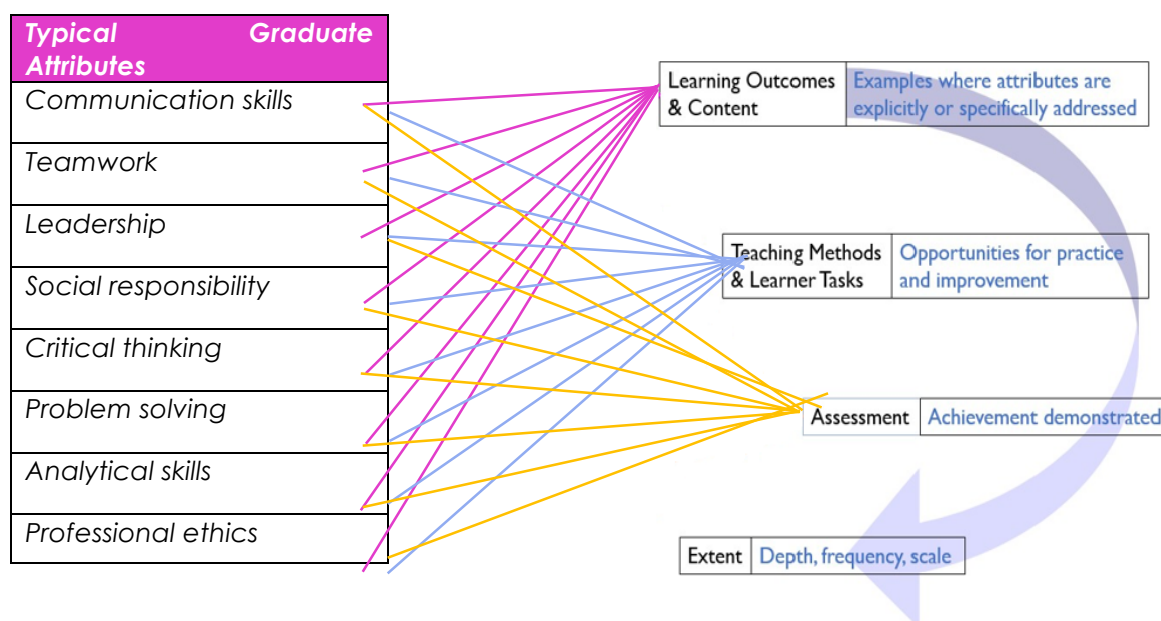 Typical Graduate
Attributes
Communication skills
Teamwork
Leadership
Social responsibility
Critical thinking
Problem solving
Analytical skills
Professional ethics
Learning Outcomes
& Content
Examples where attributes are
explicitly or specifically addressed
Teaching Methods
& Learner Tasks
Opportunities for practice
and improvement
Assessment
Achievement demonstrated
Extent
Depth, frequency, scale